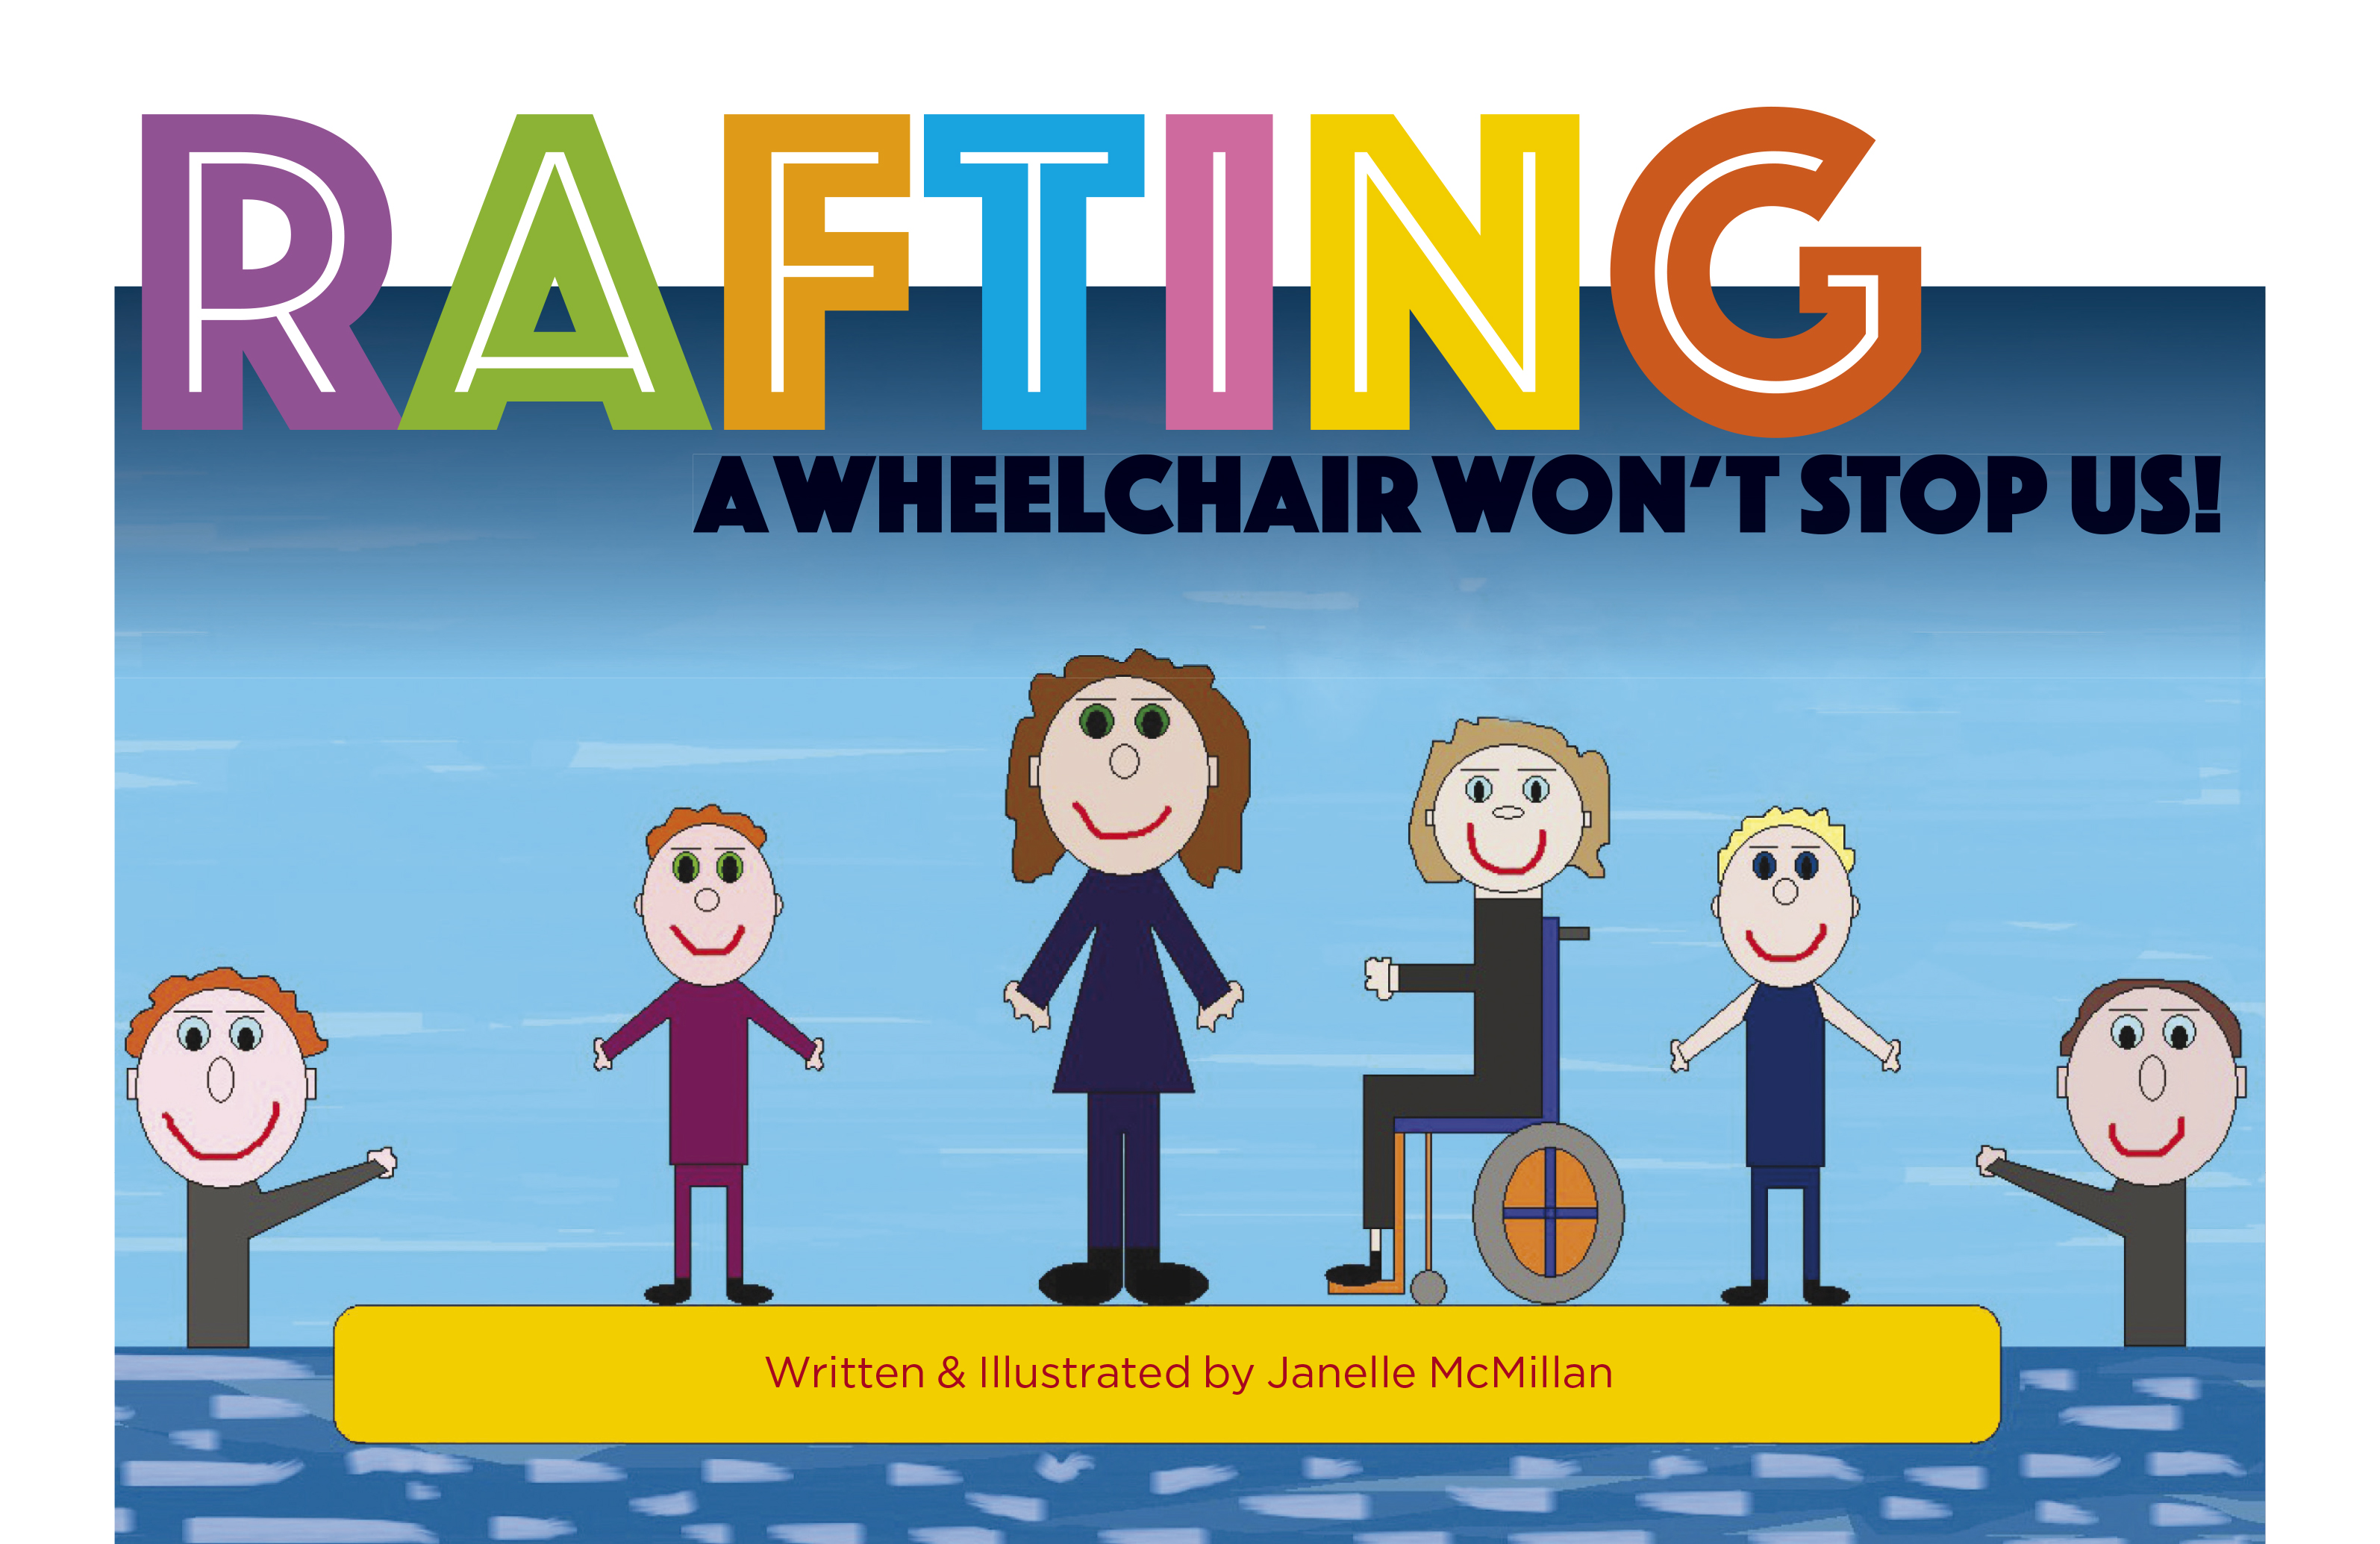 RAFTING
A WHEELCHAIR WON'T STOP US!
Written & Illustrated by Janelle McMillan